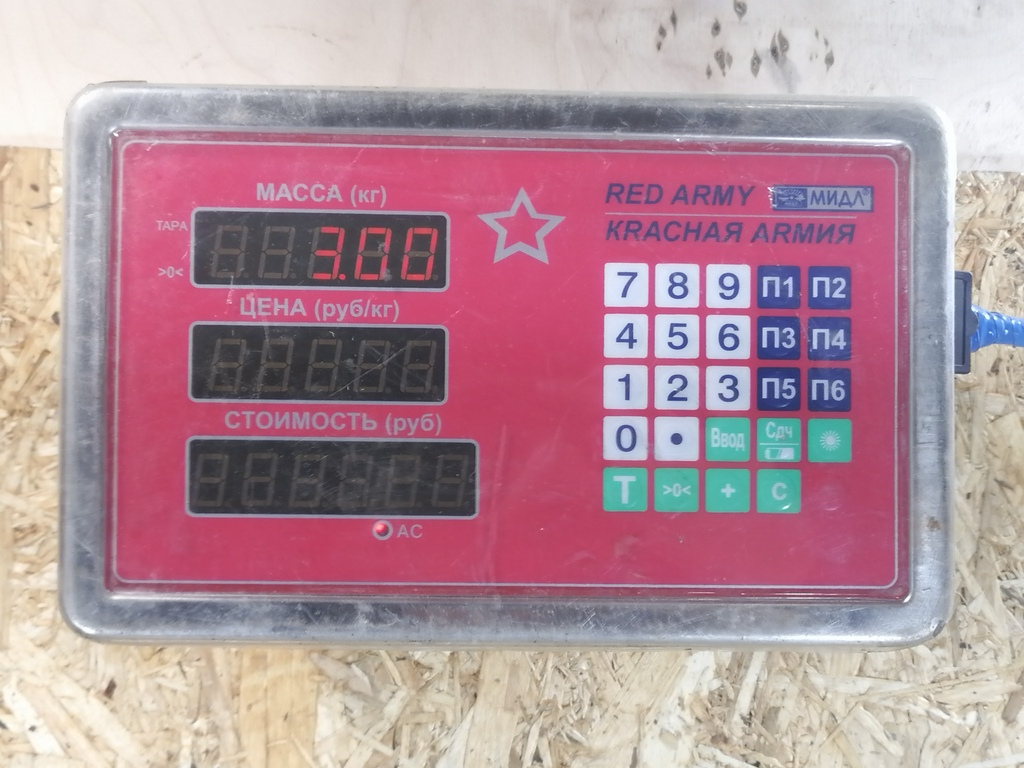 МАССА (кг)
ТАРА
>0<
3.00
ЦЕНА (руб/кг)
СТОИМОСТЬ (руб)
AC
RED ARMY МИДЛ®
КРАСНАЯ АRМИЯ
7 8 9 П1 П2
4 5 6 П3 П4
1 2 3 П5 П6
0 • Ввод Сдч
T >0< + C